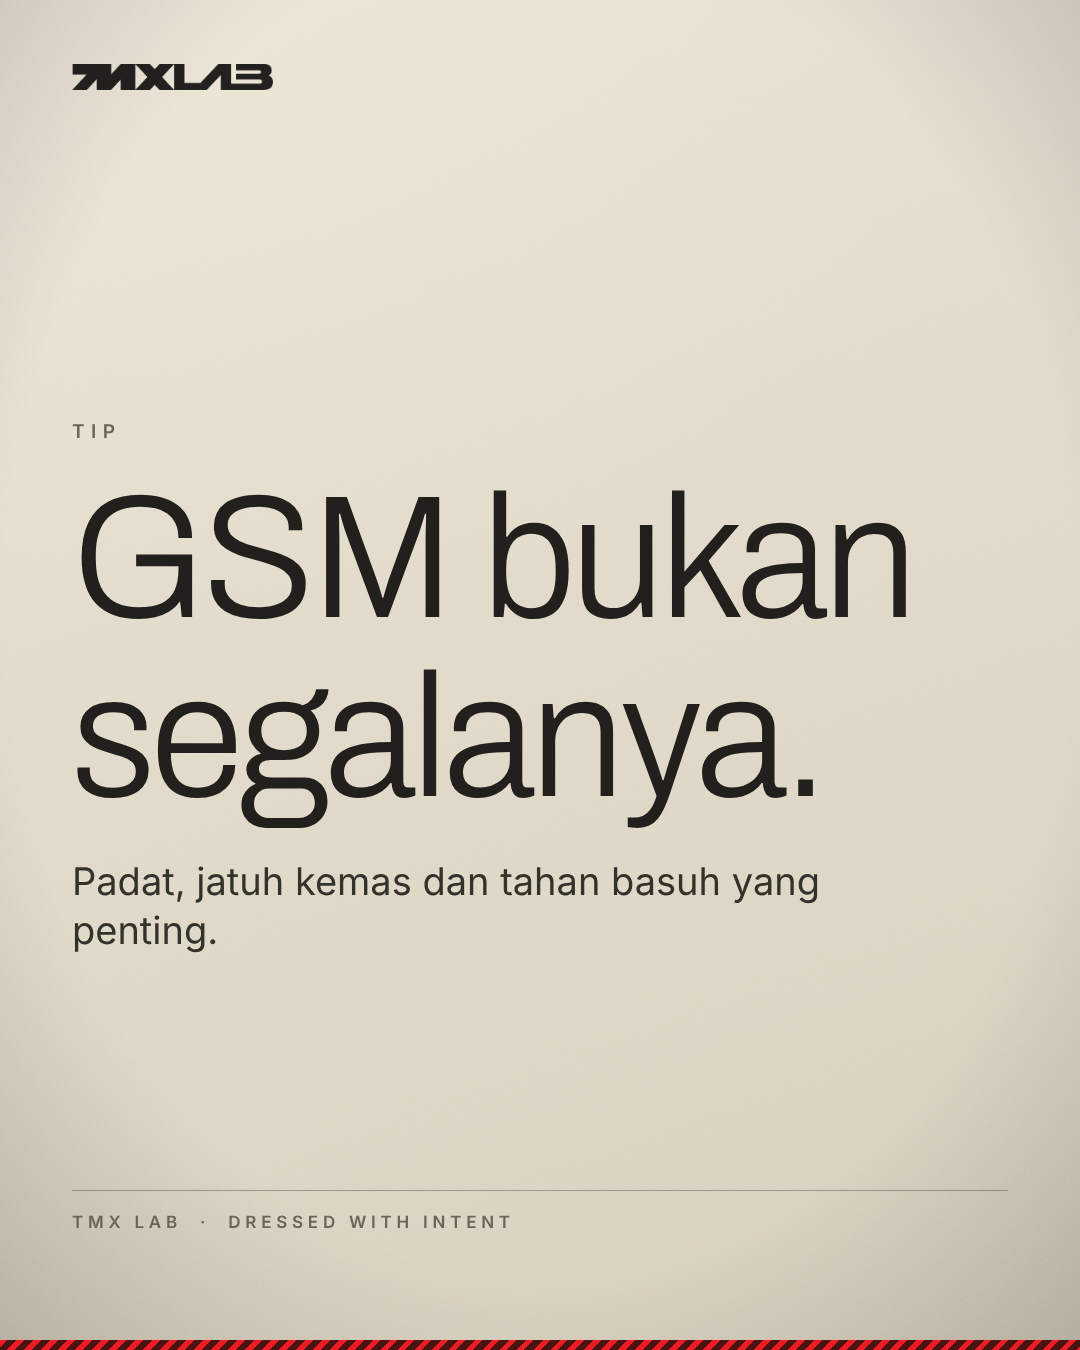 TMXLAB
TIP
GSM bukan
segalanya.
Padat, jatuh kemas dan tahan basuh yang
penting.
TMX LAB · DRESSED WITH INTENT